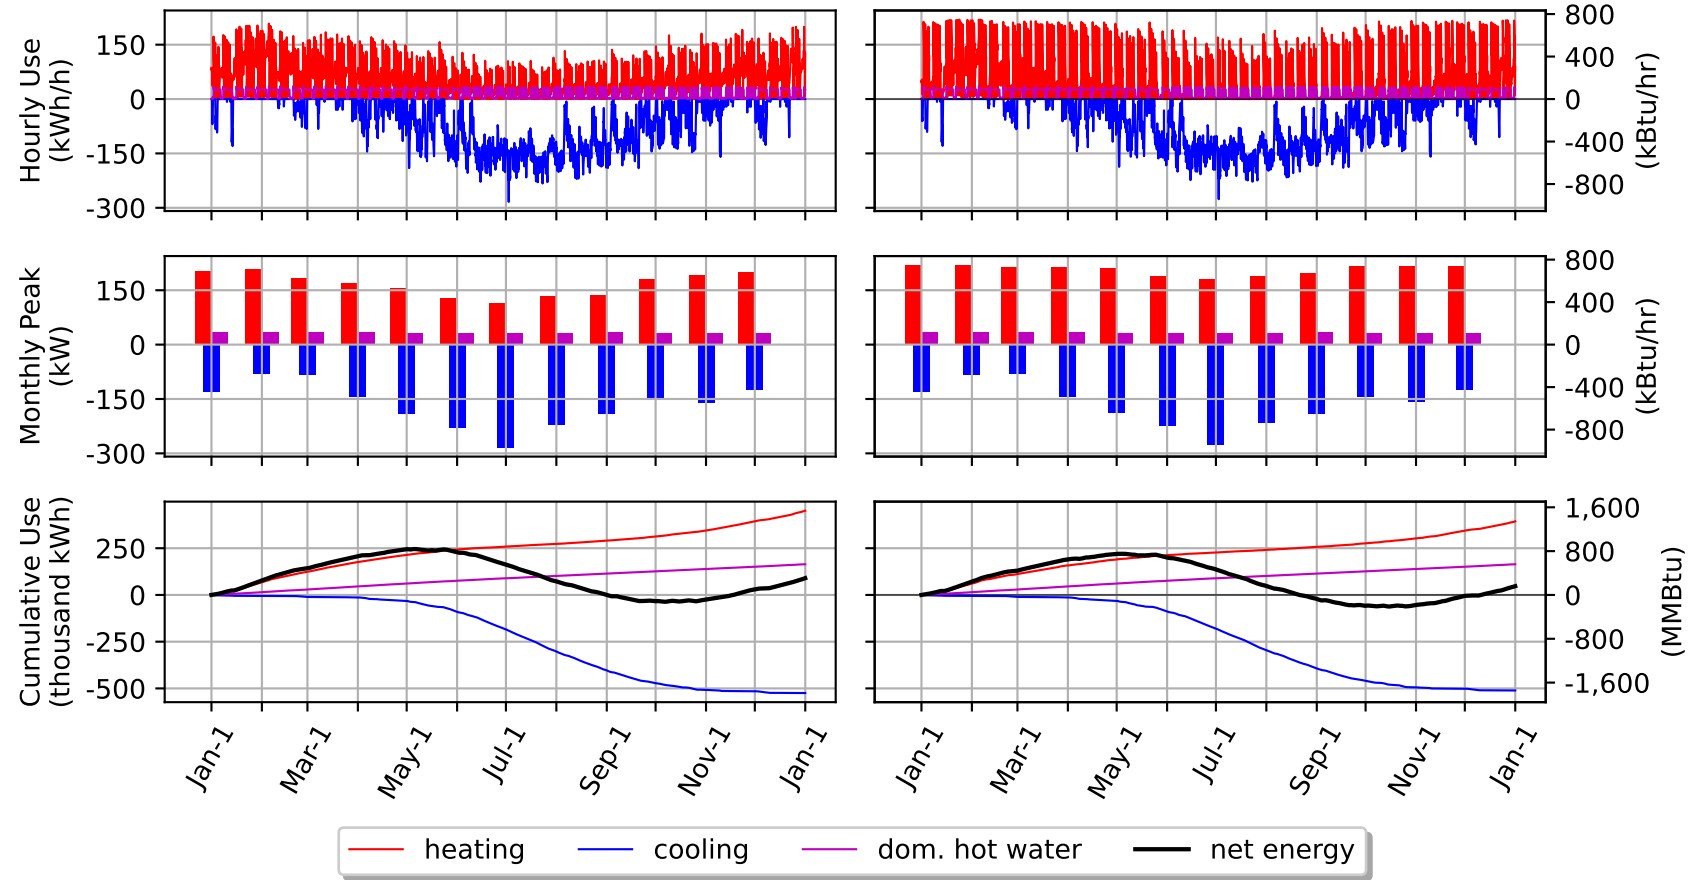 Hourly Use
(kWh/h)
150
0
-150
-300
800
400
0
-400
-800
(kBtu/hr)
Monthly Peak
(kW)
150
0
-150
-300
800
400
0
-400
-800
(kBtu/hr)
Cumulative Use
(thousand kWh)
250
0
-250
-500
1,600
800
0
-800
-1,600
(MMBtu)
Jan-1
Mar-1
May-1
Jul-1
Sep-1
Nov-1
Jan-1
Jan-1
Mar-1
May-1
Jul-1
Sep-1
Nov-1
Jan-1
heating cooling dom. hot water net energy